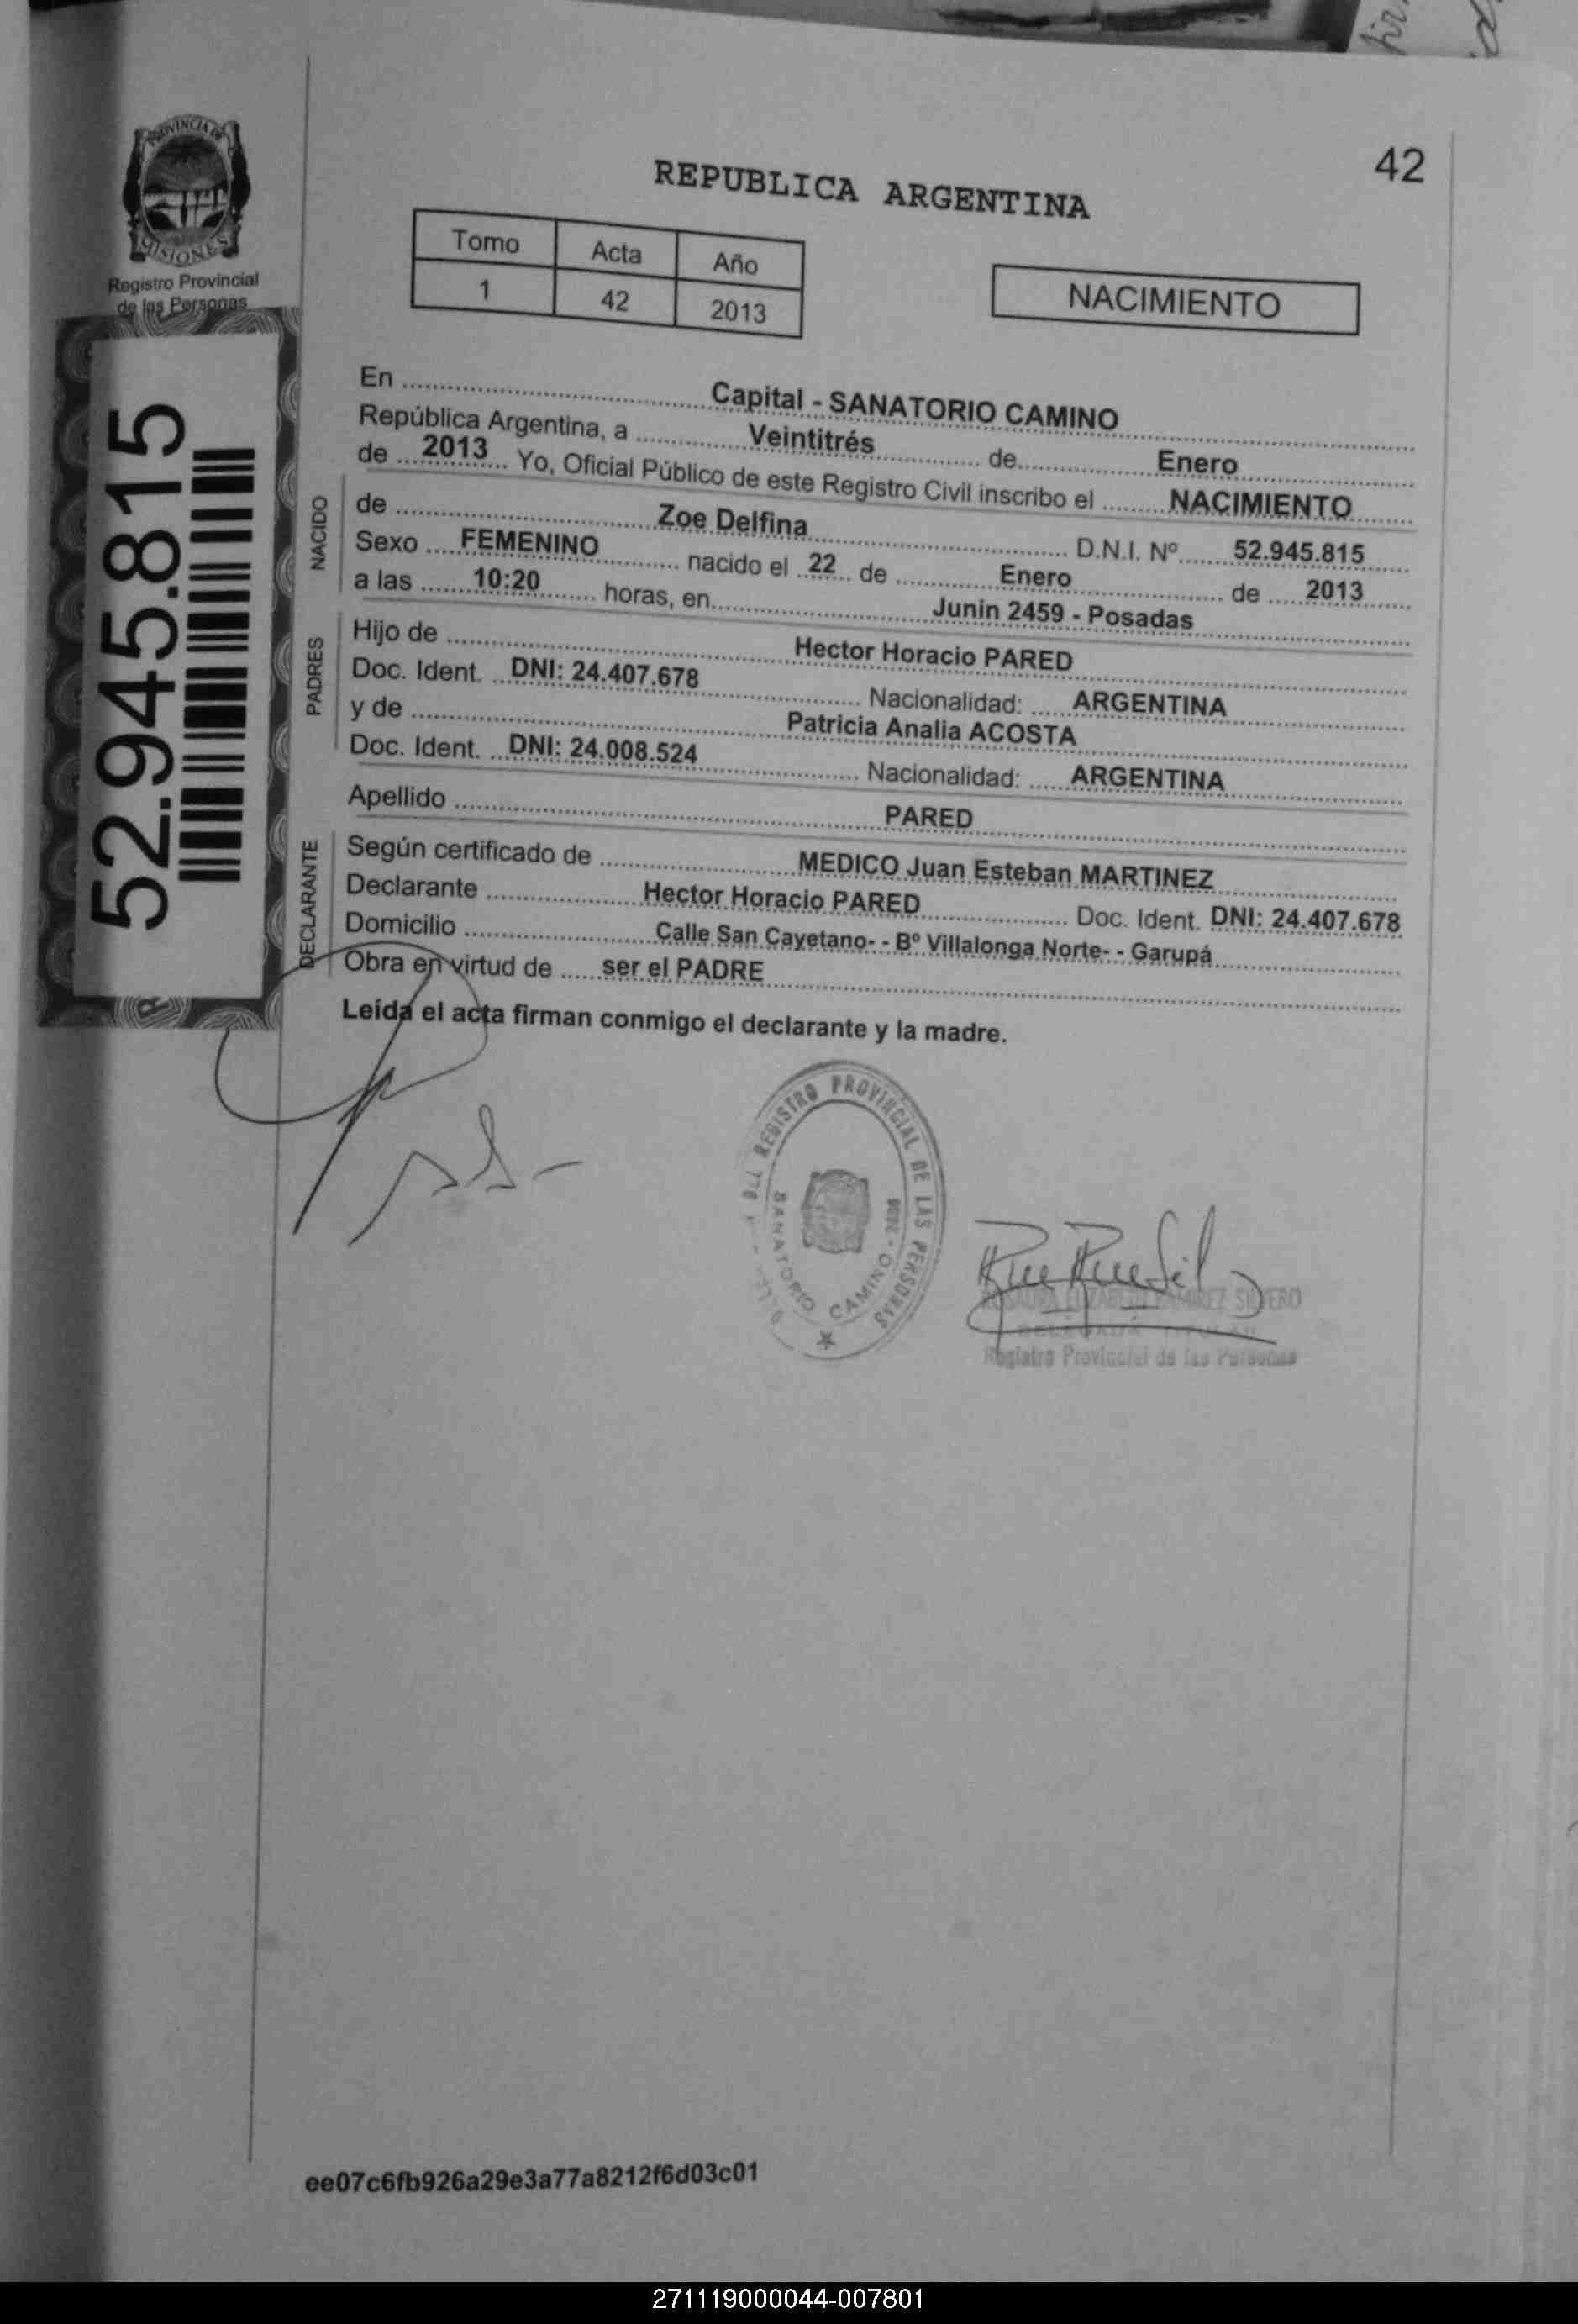 42
PROVINCIA DE
MISIONES
Registro Provincial
de las Personas
REPUBLICA ARGENTINA
Tomo Acta Año
1 42 2013
NACIMIENTO
52.945.815
En Capital - SANATORIO CAMINO
República Argentina, a Veintitrés de Enero
de 2013 Yo, Oficial Público de este Registro Civil inscribo el NACIMIENTO
NACIDO
de Zoe Delfina D.N.I. Nº 52.945.815
Sexo FEMENINO nacido el 22 de Enero de 2013
a las 10:20 horas, en Junin 2459 - Posadas
PADRES
Hijo de Hector Horacio PARED
Doc. Ident. DNI: 24.407.678 Nacionalidad: ARGENTINA
y de Patricia Analia ACOSTA
Doc. Ident. DNI: 24.008.524 Nacionalidad: ARGENTINA
Apellido PARED
DECLARANTE
Según certificado de MEDICO Juan Esteban MARTINEZ
Declarante Hector Horacio PARED Doc. Ident. DNI: 24.407.678
Domicilio Calle San Cayetano- - Bº Villalonga Norte- - Garupá
Obra en virtud de ser el PADRE
Leída el acta firman conmigo el declarante y la madre.
REGISTRO PROVINCIAL DE LAS PERSONAS
SANATORIO CAMINO
Registro Provincial de las Personas
ee07c6fb926a29e3a77a8212f6d03c01
271119000044-007801